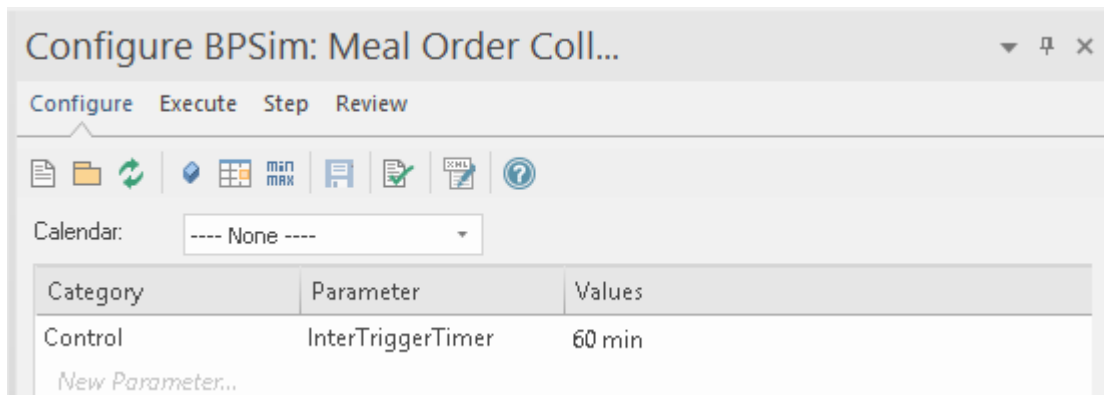 Configure BPSim: Meal Order Coll...
Configure Execute Step Review
min
max
XML
?
Calendar: ---- None ----
Category Parameter Values
Control InterTriggerTimer 60 min
New Parameter...